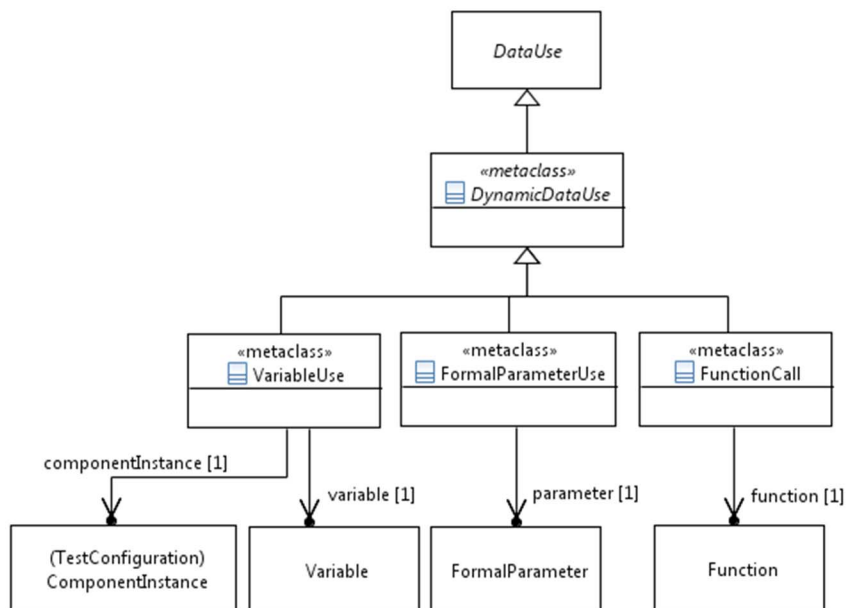 DataUse
«metaclass»
DynamicDataUse
«metaclass»
VariableUse
«metaclass»
FormalParameterUse
«metaclass»
FunctionCall
componentInstance [1]
variable [1]
parameter [1]
function [1]
(TestConfiguration)
ComponentInstance
Variable
FormalParameter
Function